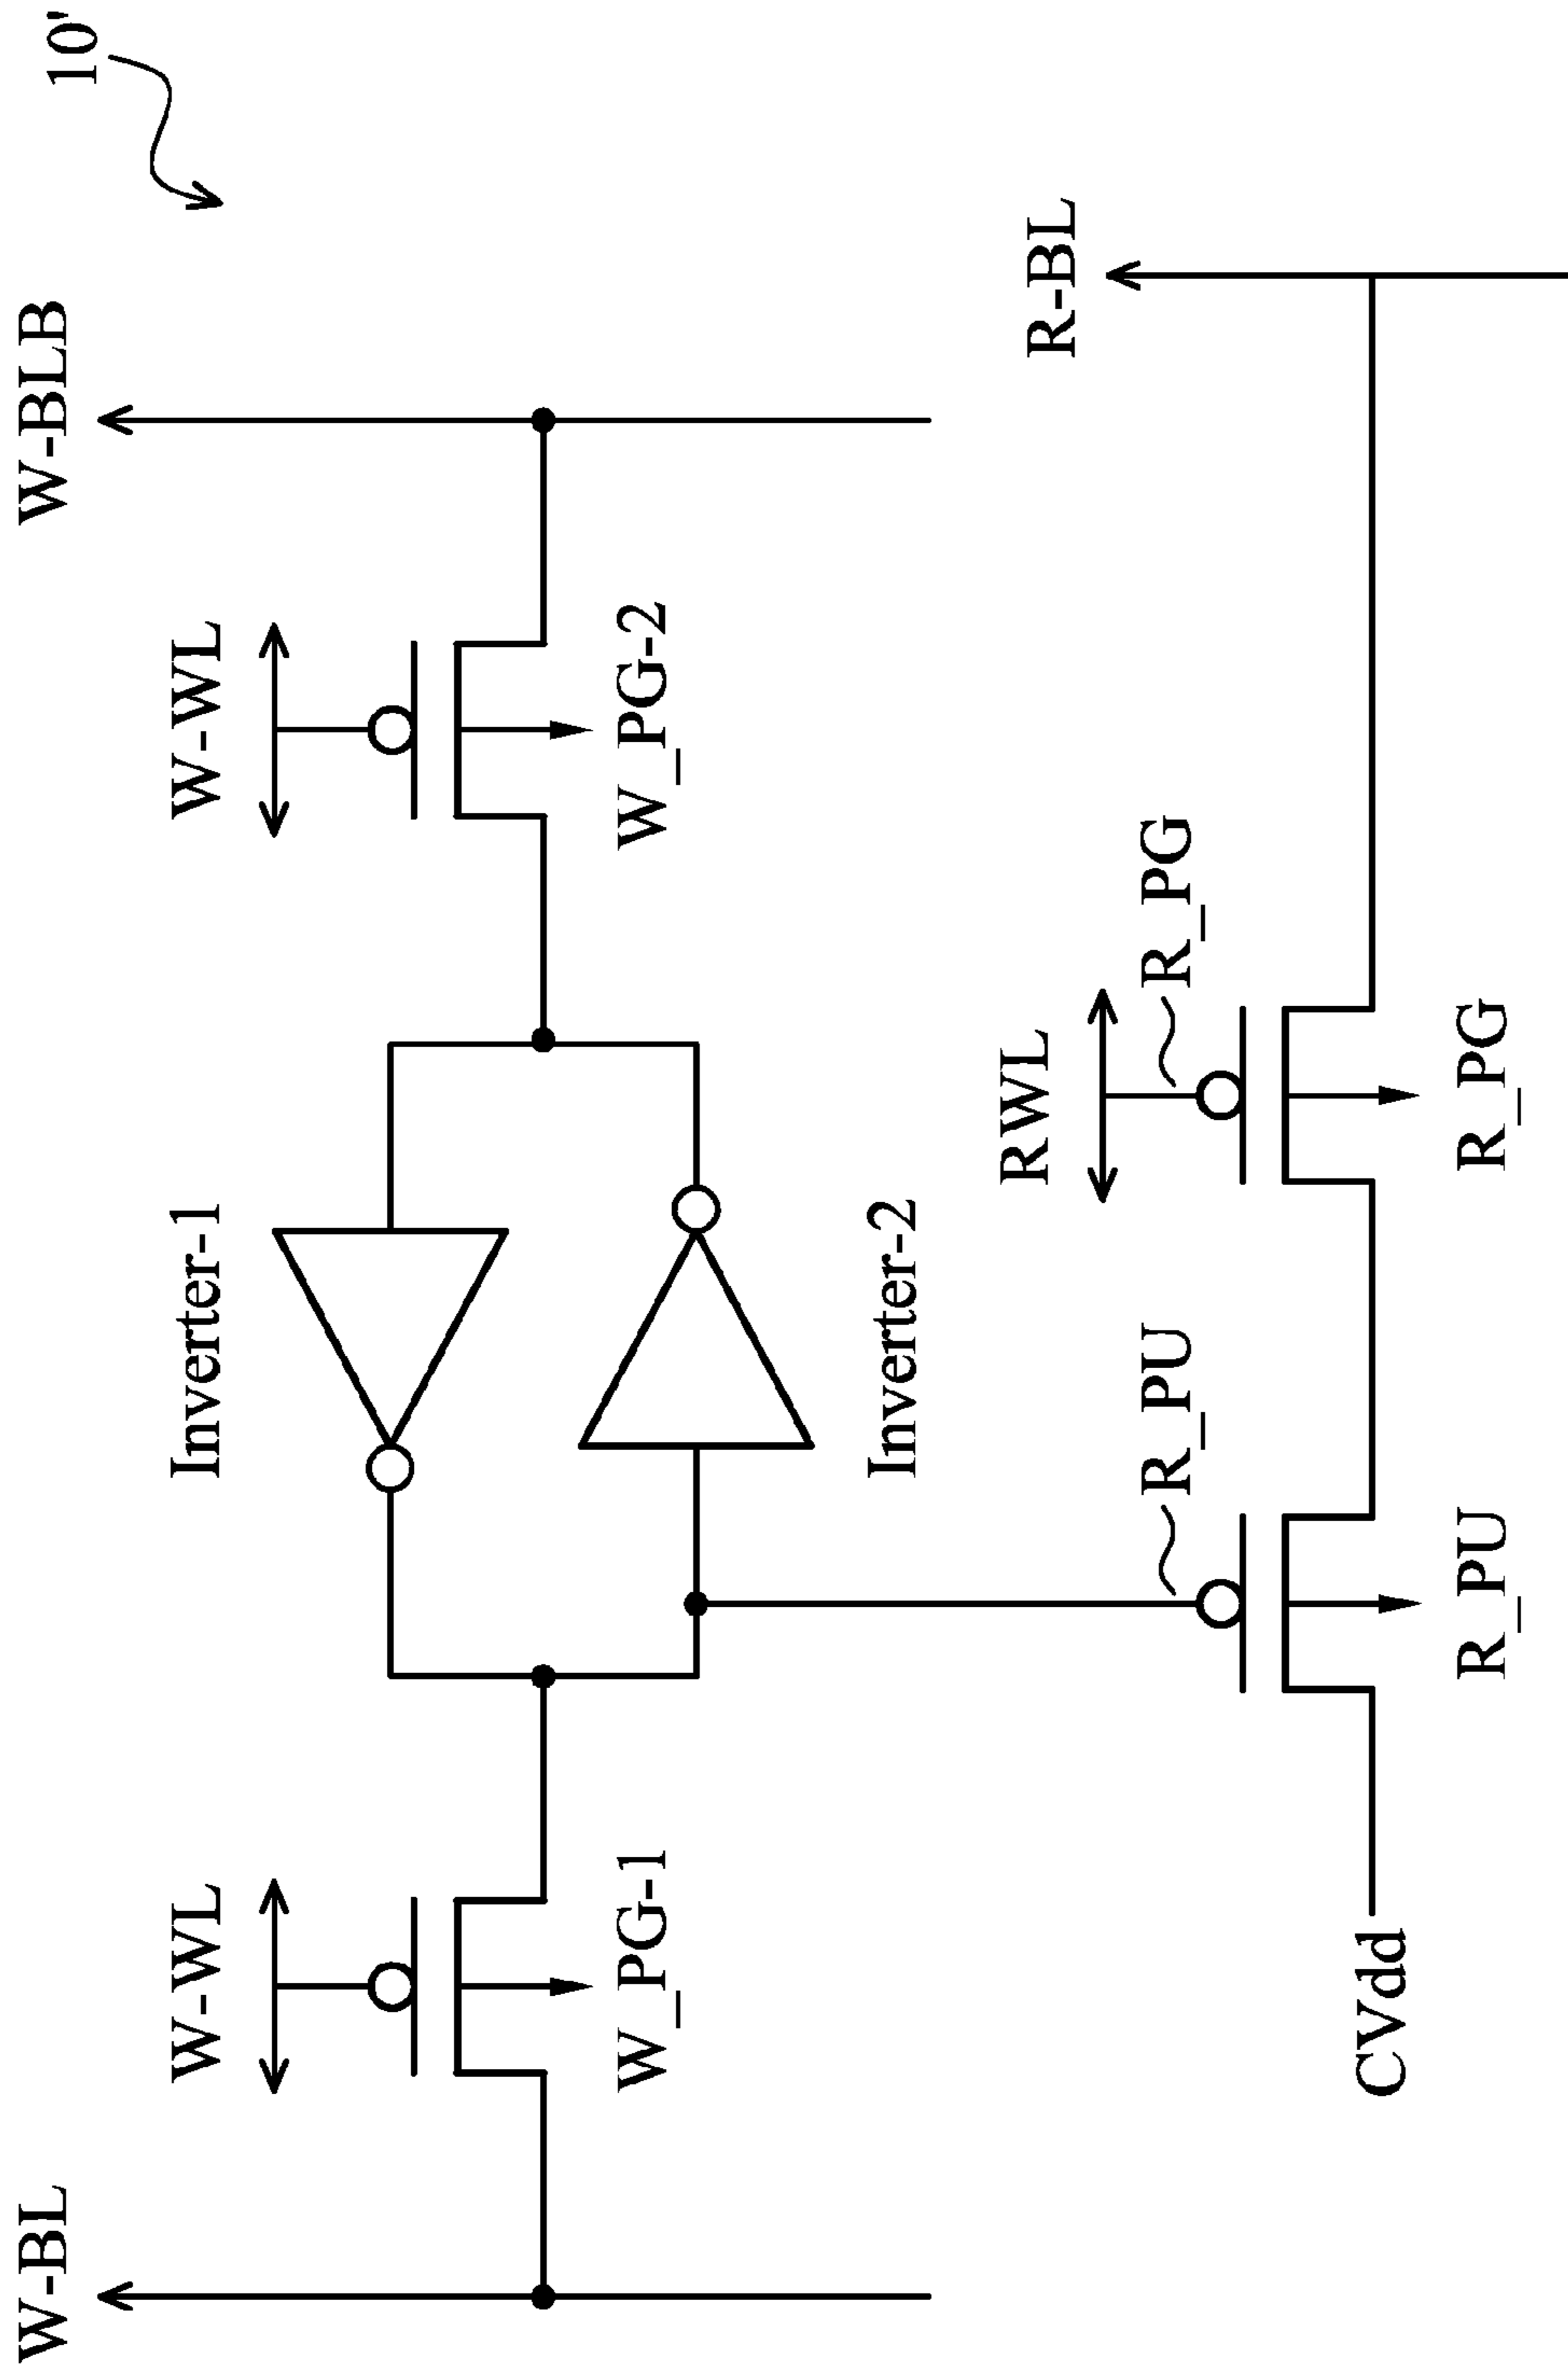 10'
W-BL
W-BLB
W-WL
W-WL
Inverter-1
W_PG-1
W_PG-2
Inverter-2
R-BL
RWL
R_PU
R_PG
CVdd
R_PU
R_PG